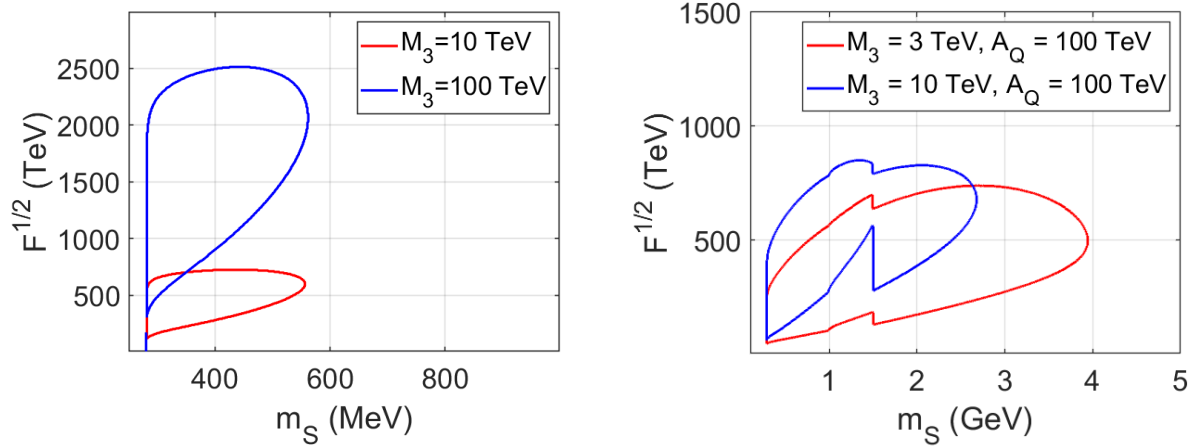 M3=10 TeV
M3=100 TeV
2500
2000
1500
1000
500
F1/2 (TeV)
400
600
800
mS (MeV)
M3 = 3 TeV, AQ = 100 TeV
M3 = 10 TeV, AQ = 100 TeV
1500
1000
500
F1/2 (TeV)
1
2
3
4
5
mS (GeV)